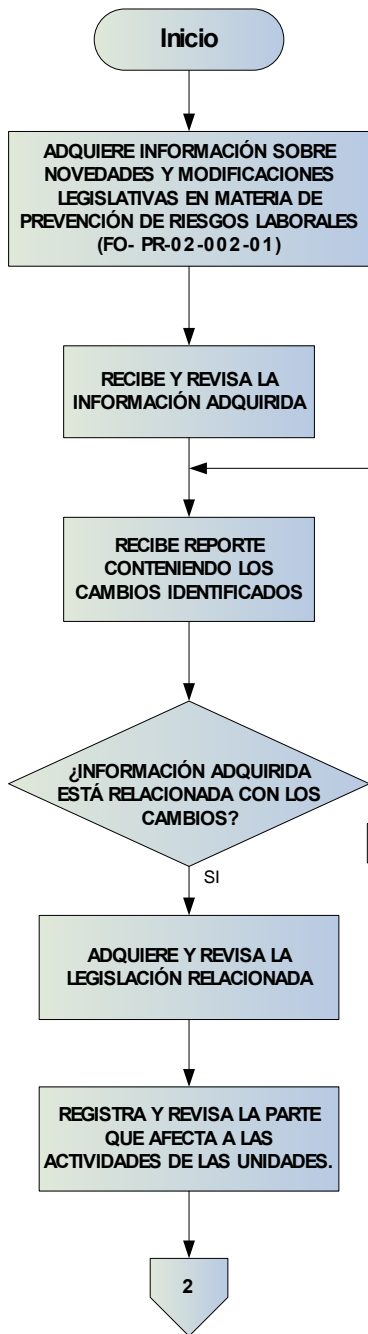 Inicio
ADQUIERE INFORMACIÓN SOBRE
NOVEDADES Y MODIFICACIONES
LEGISLATIVAS EN MATERIA DE
PREVENCIÓN DE RIESGOS LABORALES
(FO- PR-02-002-01)
RECIBE Y REVISA LA
INFORMACIÓN ADQUIRIDA
RECIBE REPORTE
CONTENIENDO LOS
CAMBIOS IDENTIFICADOS
¿INFORMACIÓN ADQUIRIDA
ESTÁ RELACIONADA CON LOS
CAMBIOS?
SI
ADQUIERE Y REVISA LA
LEGISLACIÓN RELACIONADA
REGISTRA Y REVISA LA PARTE
QUE AFECTA A LAS
ACTIVIDADES DE LAS UNIDADES.
2